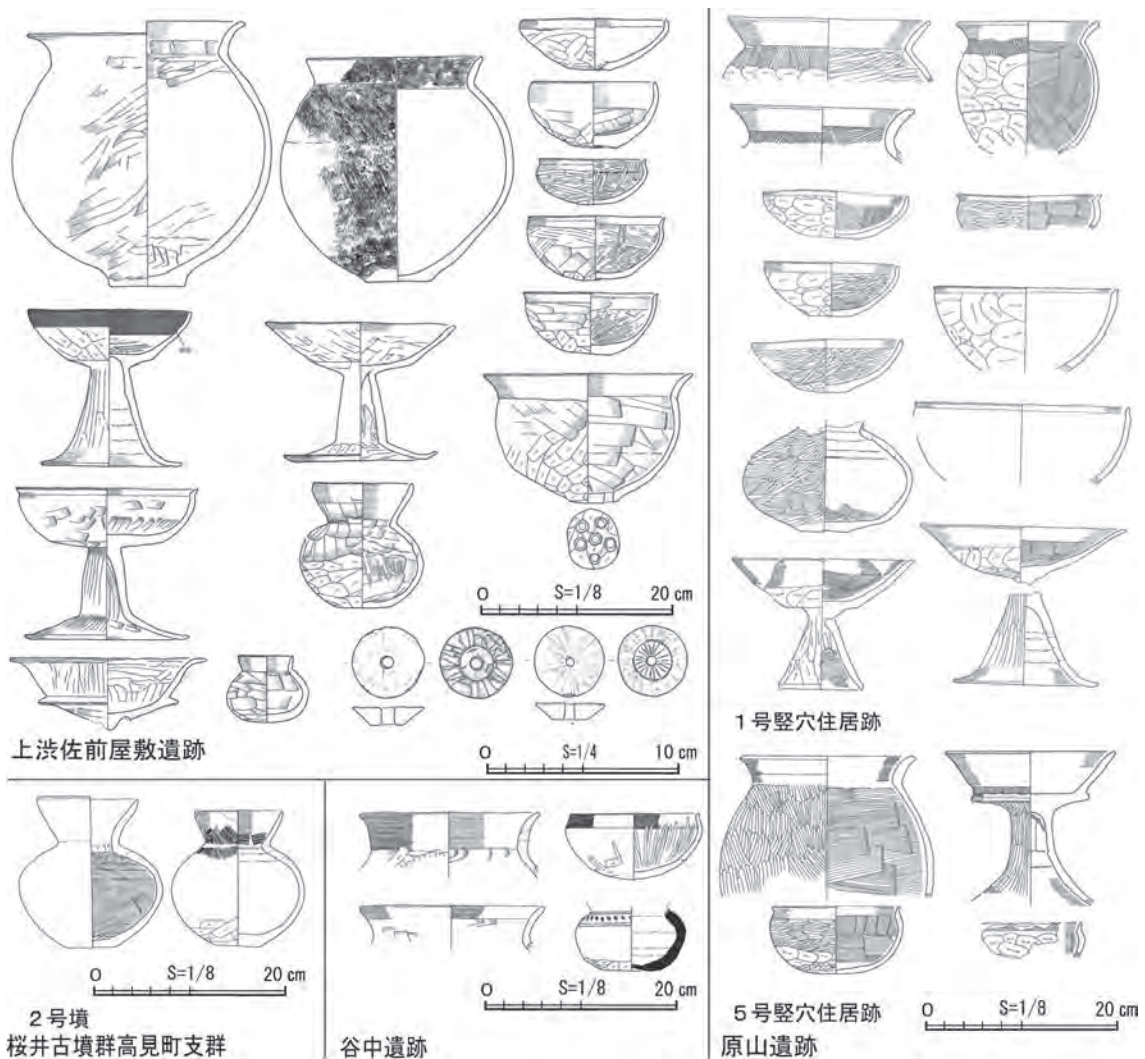 O S=1/8 20 cm
O S=1/4 10 cm
上渋佐前屋敷遺跡
O S=1/8 20 cm
2号墳
桜井古墳群高見町支群
O S=1/8 20 cm
谷中遺跡
1号竪穴住居跡
5号竪穴住居跡
O S=1/8 20 cm
原山遺跡